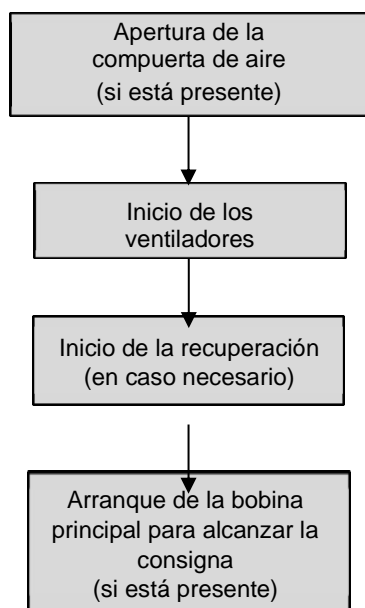 Apertura de la
compuerta de aire
(si está presente)
Inicio de los
ventiladores
Inicio de la recuperación
(en caso necesario)
Arranque de la bobina
principal para alcanzar la
consigna
(si está presente)